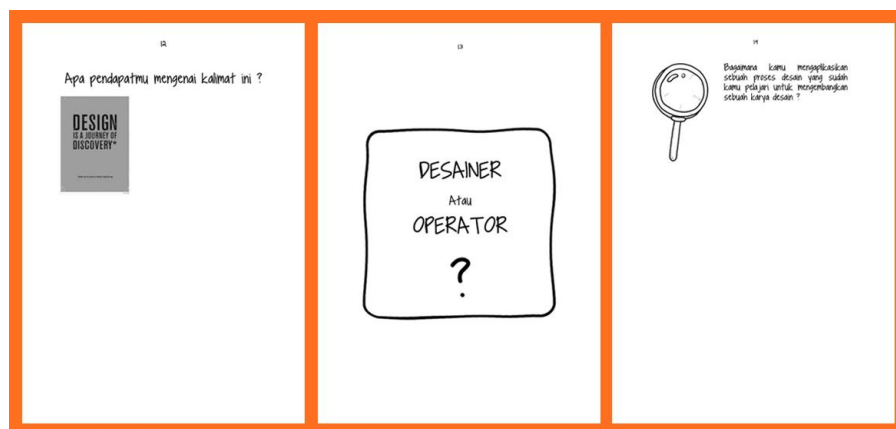 12
Apa pendapatmu mengenai kalimat ini ?
DESIGN
IS A JOURNEY OF
DISCOVERY*
13
DESAINER
Atau
OPERATOR
?
14
Bagaimana kamu mengaplikasikan
sebuah proses desain yang sudah
kamu pelajari untuk mengembangkan
sebuah karya desain ?